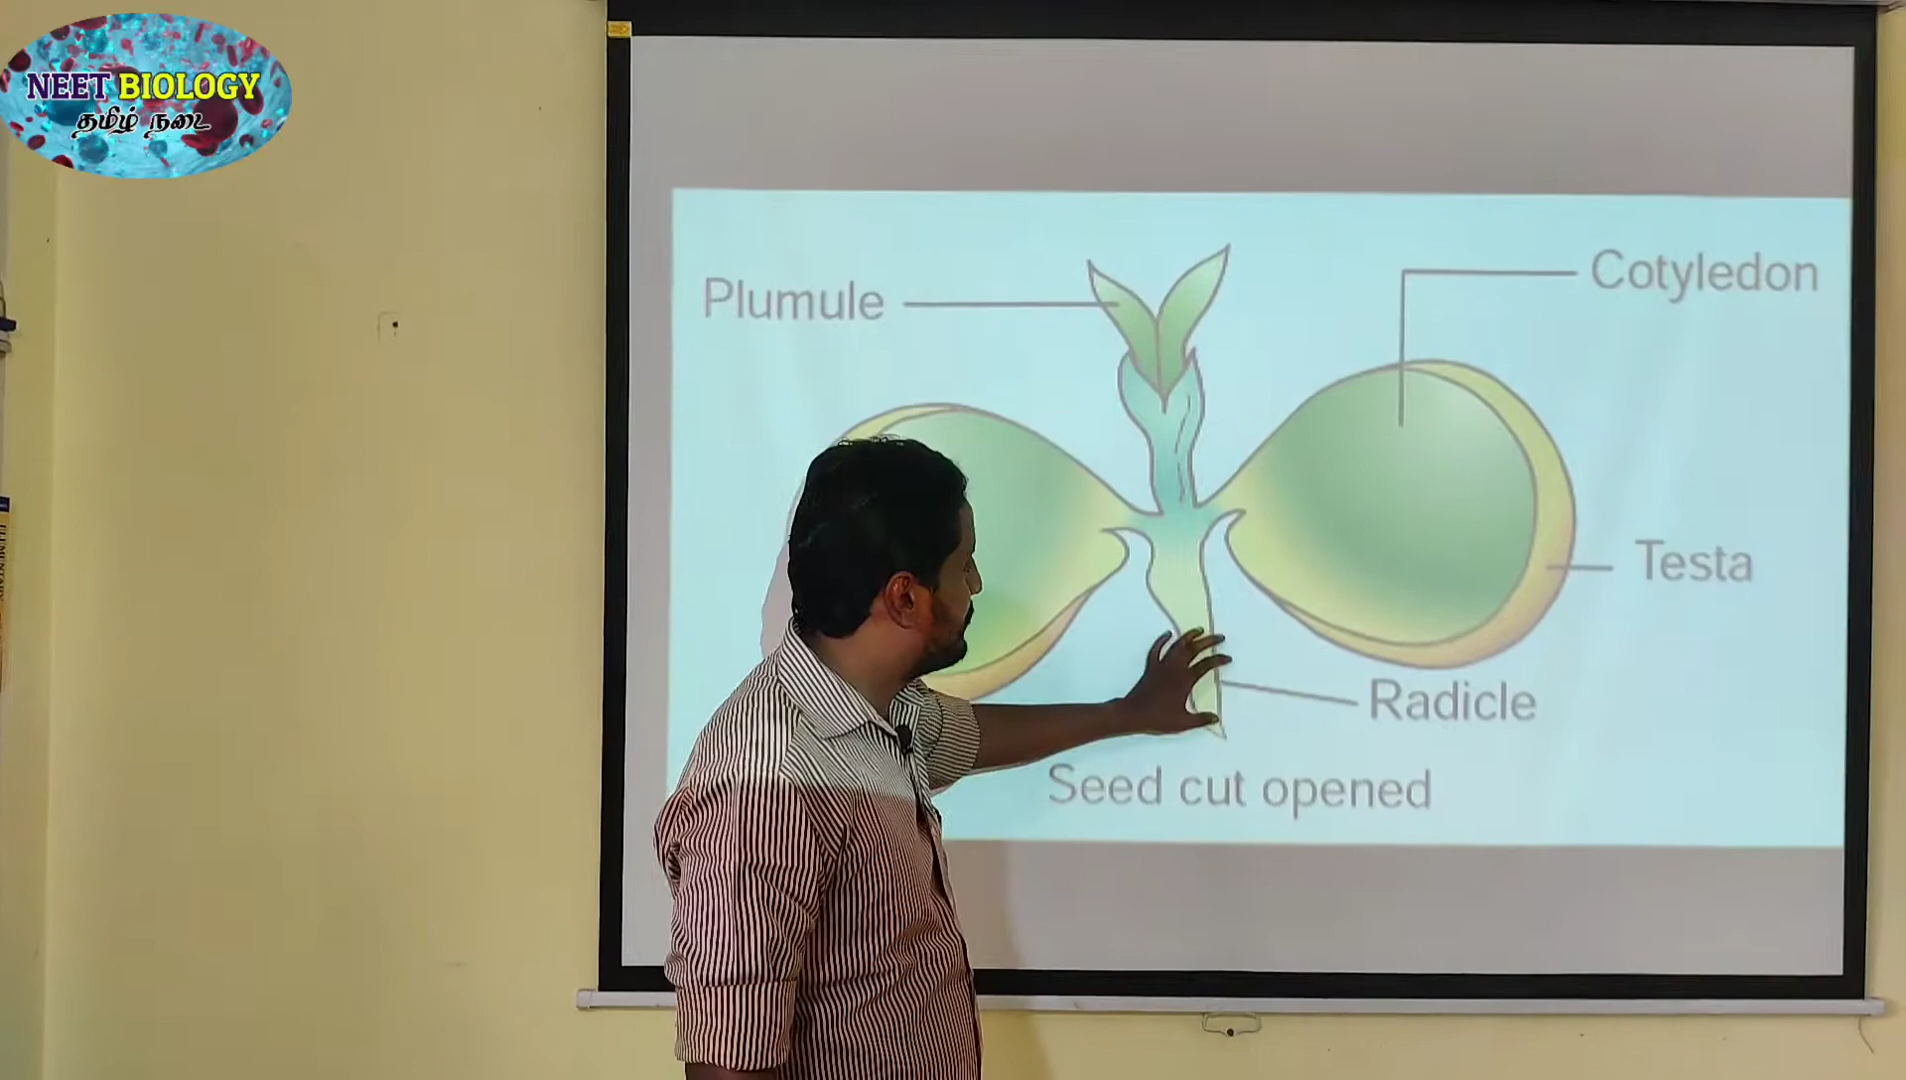 NEET BIOLOGY
தமிழ் நடை
Plumule
Cotyledon
Testa
Radicle
Seed cut opened